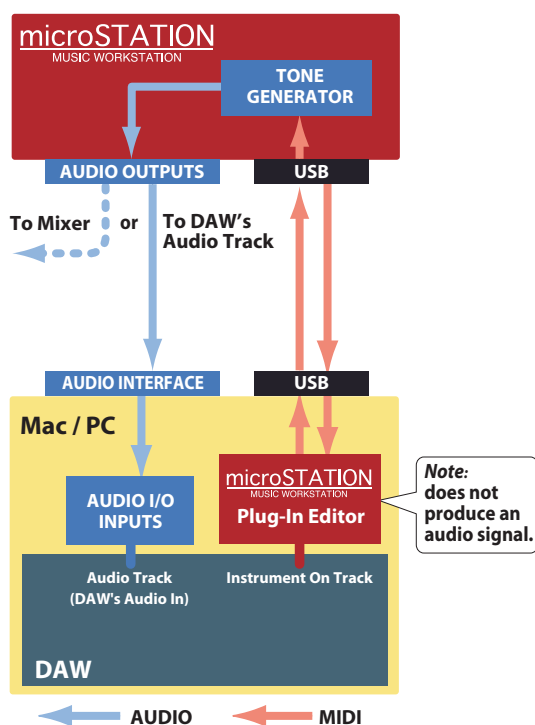 microSTATION
MUSIC WORKSTATION
TONE
GENERATOR
AUDIO OUTPUTS
USB
To Mixer
or
To DAW's
Audio Track
AUDIO INTERFACE
USB
Mac / PC
microSTATION
MUSIC WORKSTATION
Plug-In Editor
Note:
does not
produce an
audio signal.
AUDIO I/O
INPUTS
Audio Track
(DAW's Audio In)
Instrument On Track
DAW
AUDIO
MIDI